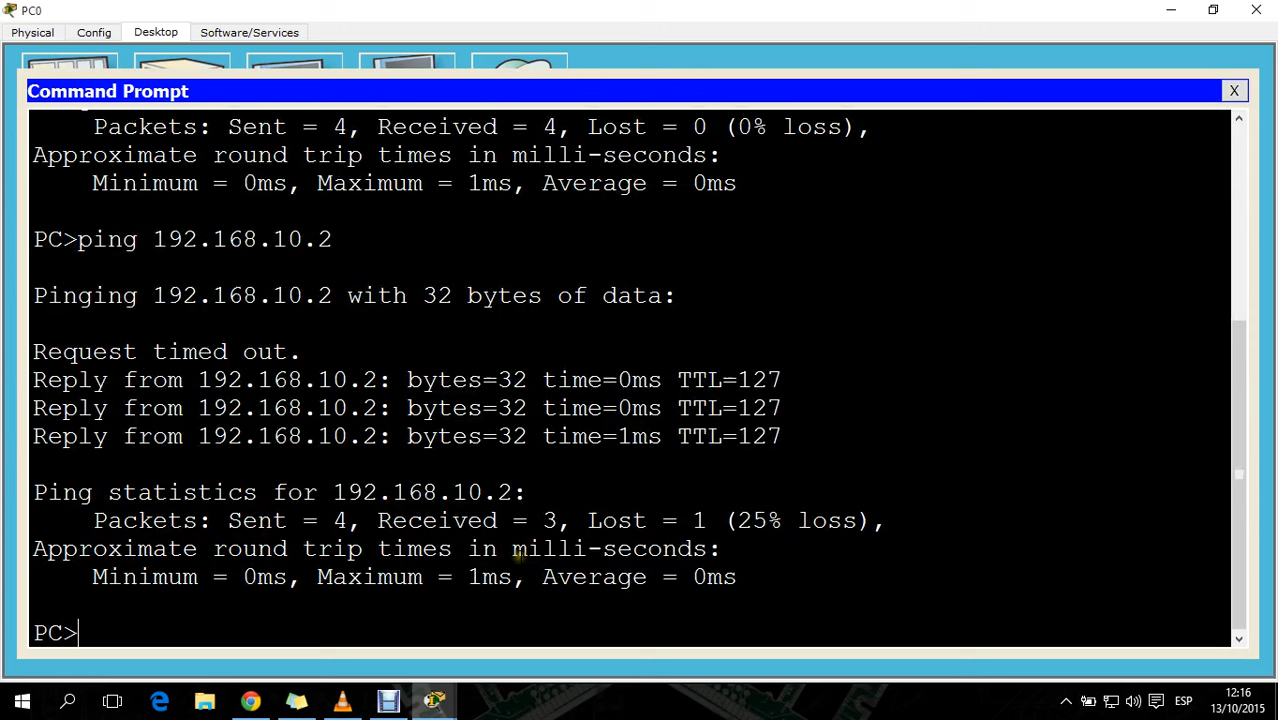 PC0
Physical Config Desktop Software/Services
Command Prompt X
Packets: Sent = 4, Received = 4, Lost = 0 (0% loss),
Approximate round trip times in milli-seconds:
Minimum = 0ms, Maximum = 1ms, Average = 0ms
PC>ping 192.168.10.2
Pinging 192.168.10.2 with 32 bytes of data:
Request timed out.
Reply from 192.168.10.2: bytes=32 time=0ms TTL=127
Reply from 192.168.10.2: bytes=32 time=0ms TTL=127
Reply from 192.168.10.2: bytes=32 time=1ms TTL=127
Ping statistics for 192.168.10.2:
Packets: Sent = 4, Received = 3, Lost = 1 (25% loss),
Approximate round trip times in milli-seconds:
Minimum = 0ms, Maximum = 1ms, Average = 0ms
PC>
ESP
12:16
13/10/2015